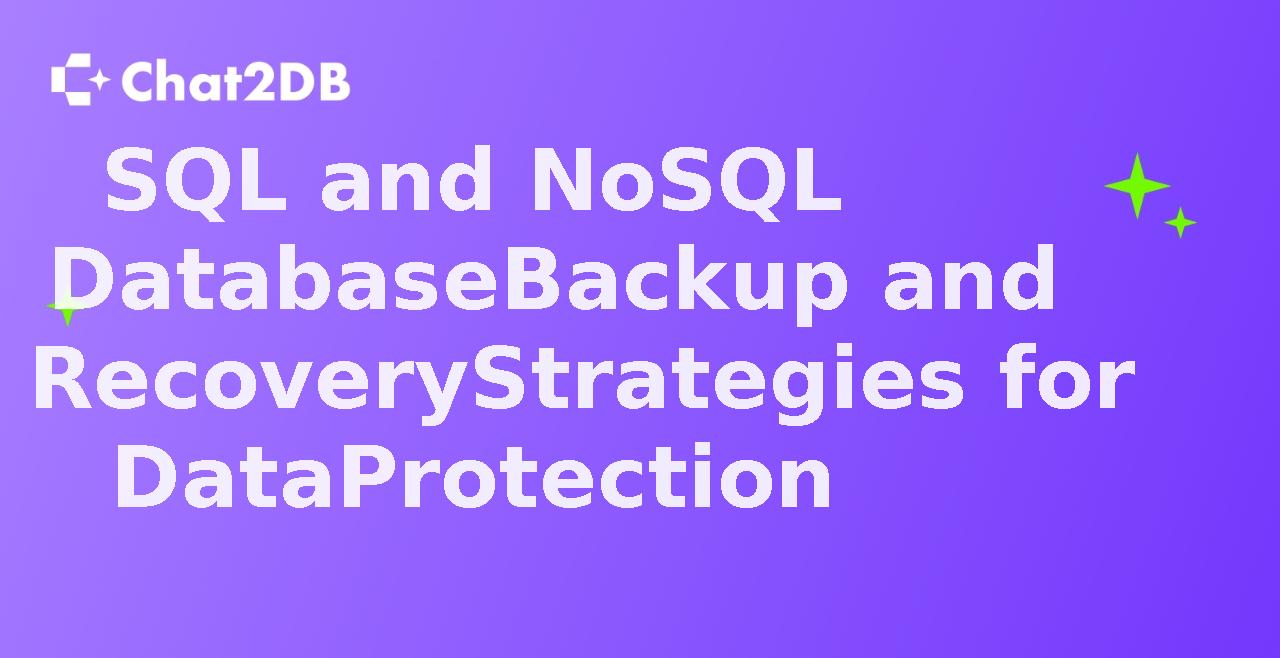 Chat2DB
SQL and NoSQL
DatabaseBackup and
RecoveryStrategies for
DataProtection